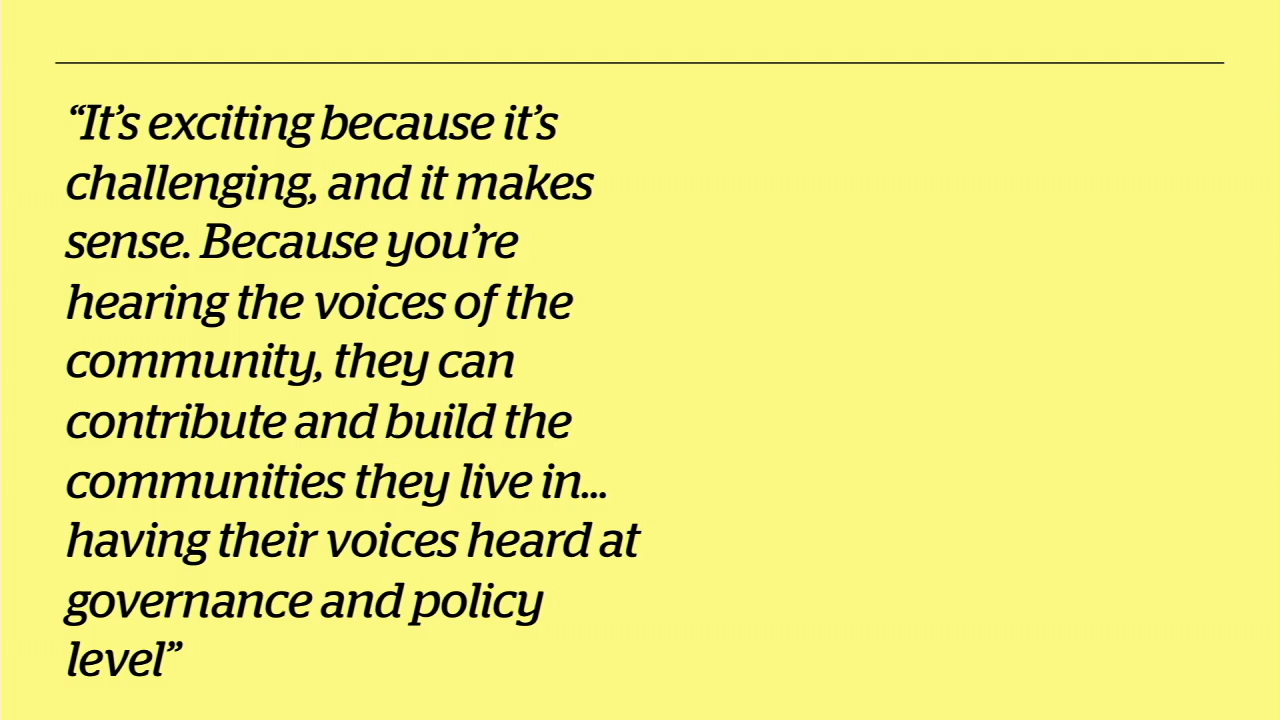 “It’s exciting because it’s
challenging, and it makes
sense. Because you’re
hearing the voices of the
community, they can
contribute and build the
communities they live in...
having their voices heard at
governance and policy
level”